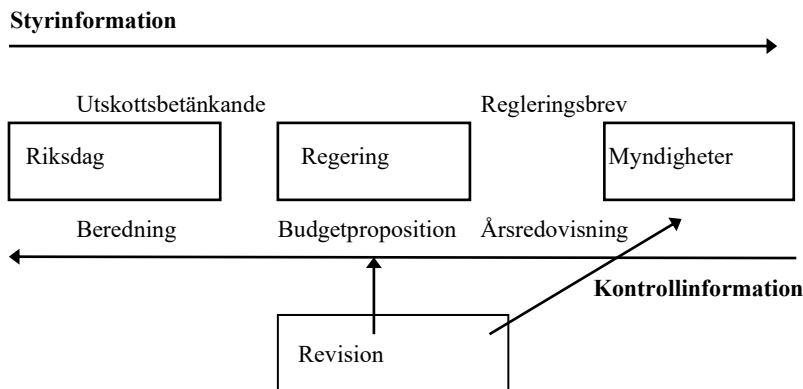 Styrinformation
Utskottsbetänkande Regleringsbrev
Riksdag Regering Myndigheter
Beredning Budgetproposition Årsredovisning
Kontrollinformation
Revision